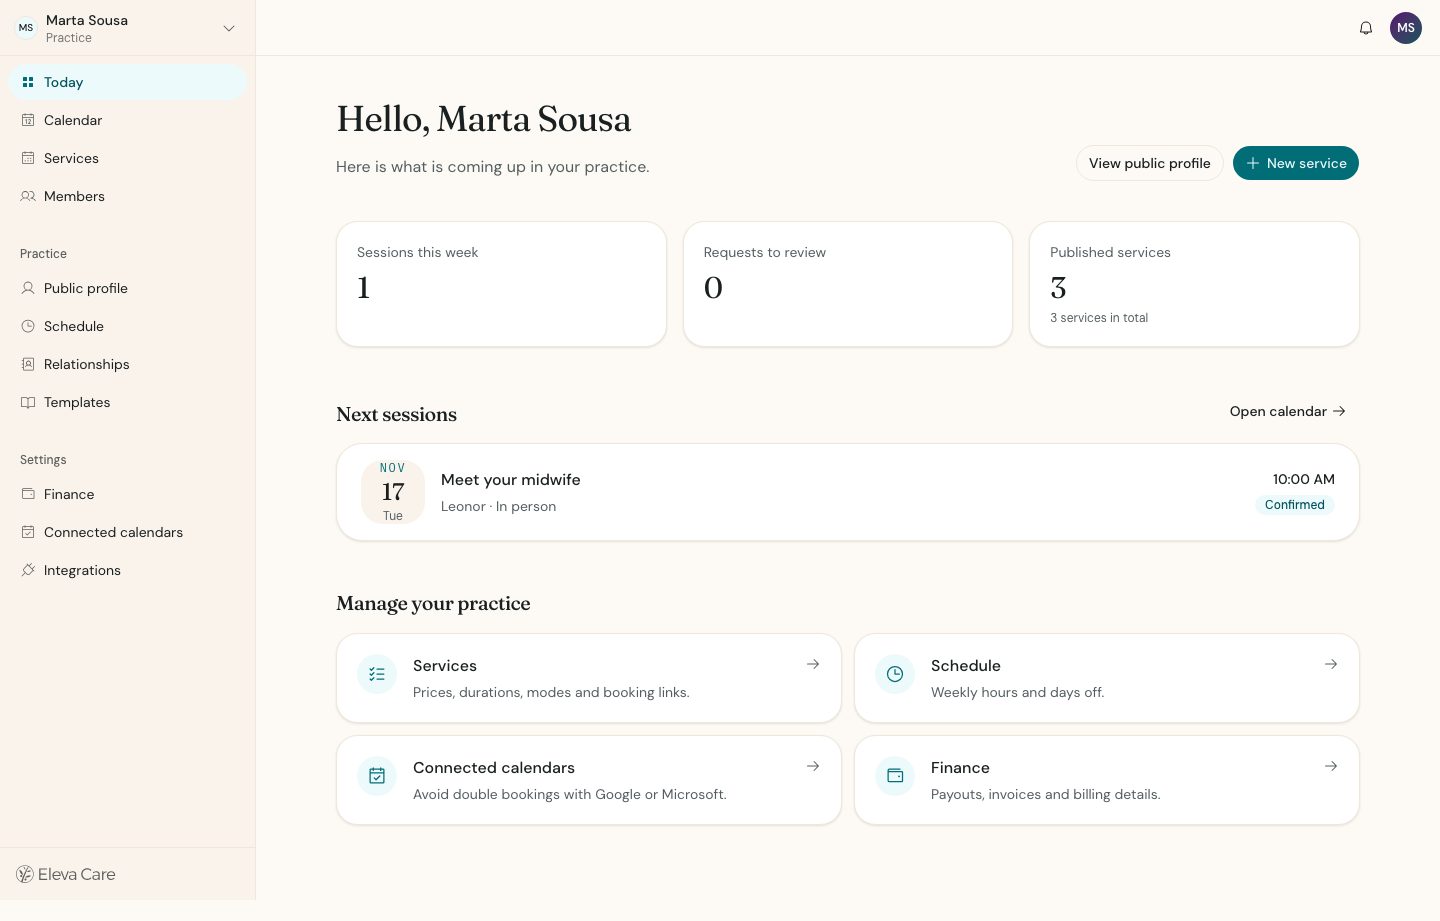 MS
Marta Sousa
Practice
Today
Calendar
Services
Members
Practice
Public profile
Schedule
Relationships
Templates
Settings
Finance
Connected calendars
Integrations
Eleva Care
MS
Hello, Marta Sousa
Here is what is coming up in your practice.
View public profile
New service
Sessions this week
1
Requests to review
0
Published services
3
3 services in total
Next sessions
Open calendar
NOV
17
Tue
Meet your midwife
Leonor · In person
10:00 AM
Confirmed
Manage your practice
Services
Prices, durations, modes and booking links.
Schedule
Weekly hours and days off.
Connected calendars
Avoid double bookings with Google or Microsoft.
Finance
Payouts, invoices and billing details.